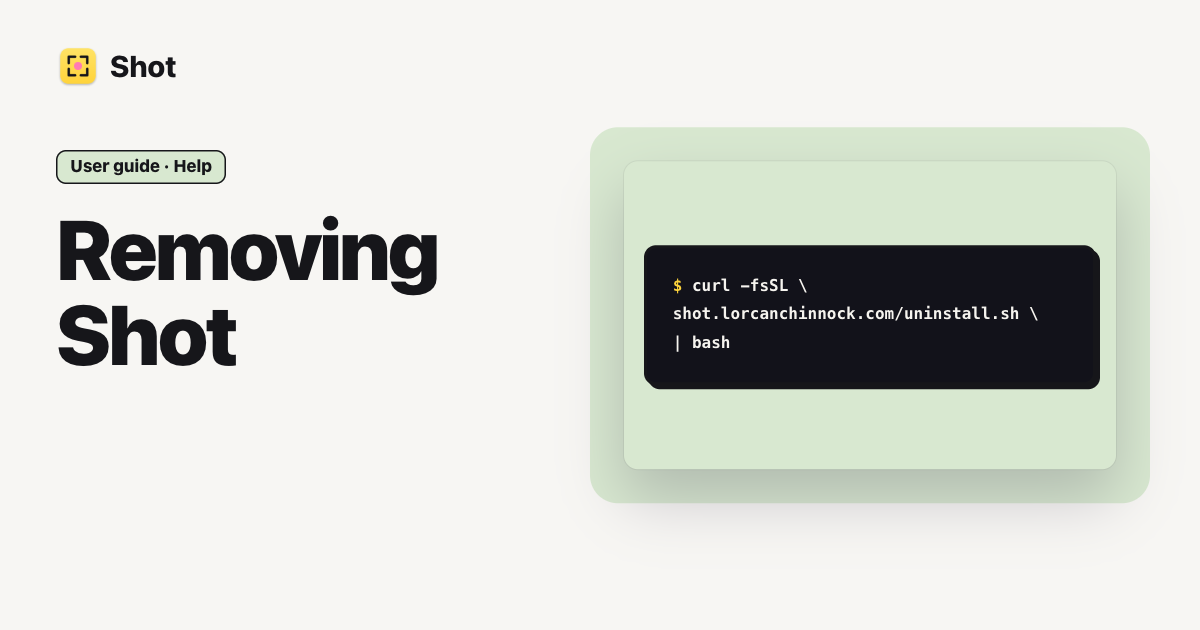 Shot
User guide · Help
Removing
Shot
$ curl -fsSL \
shot.lorcanchinnock.com/uninstall.sh \
| bash